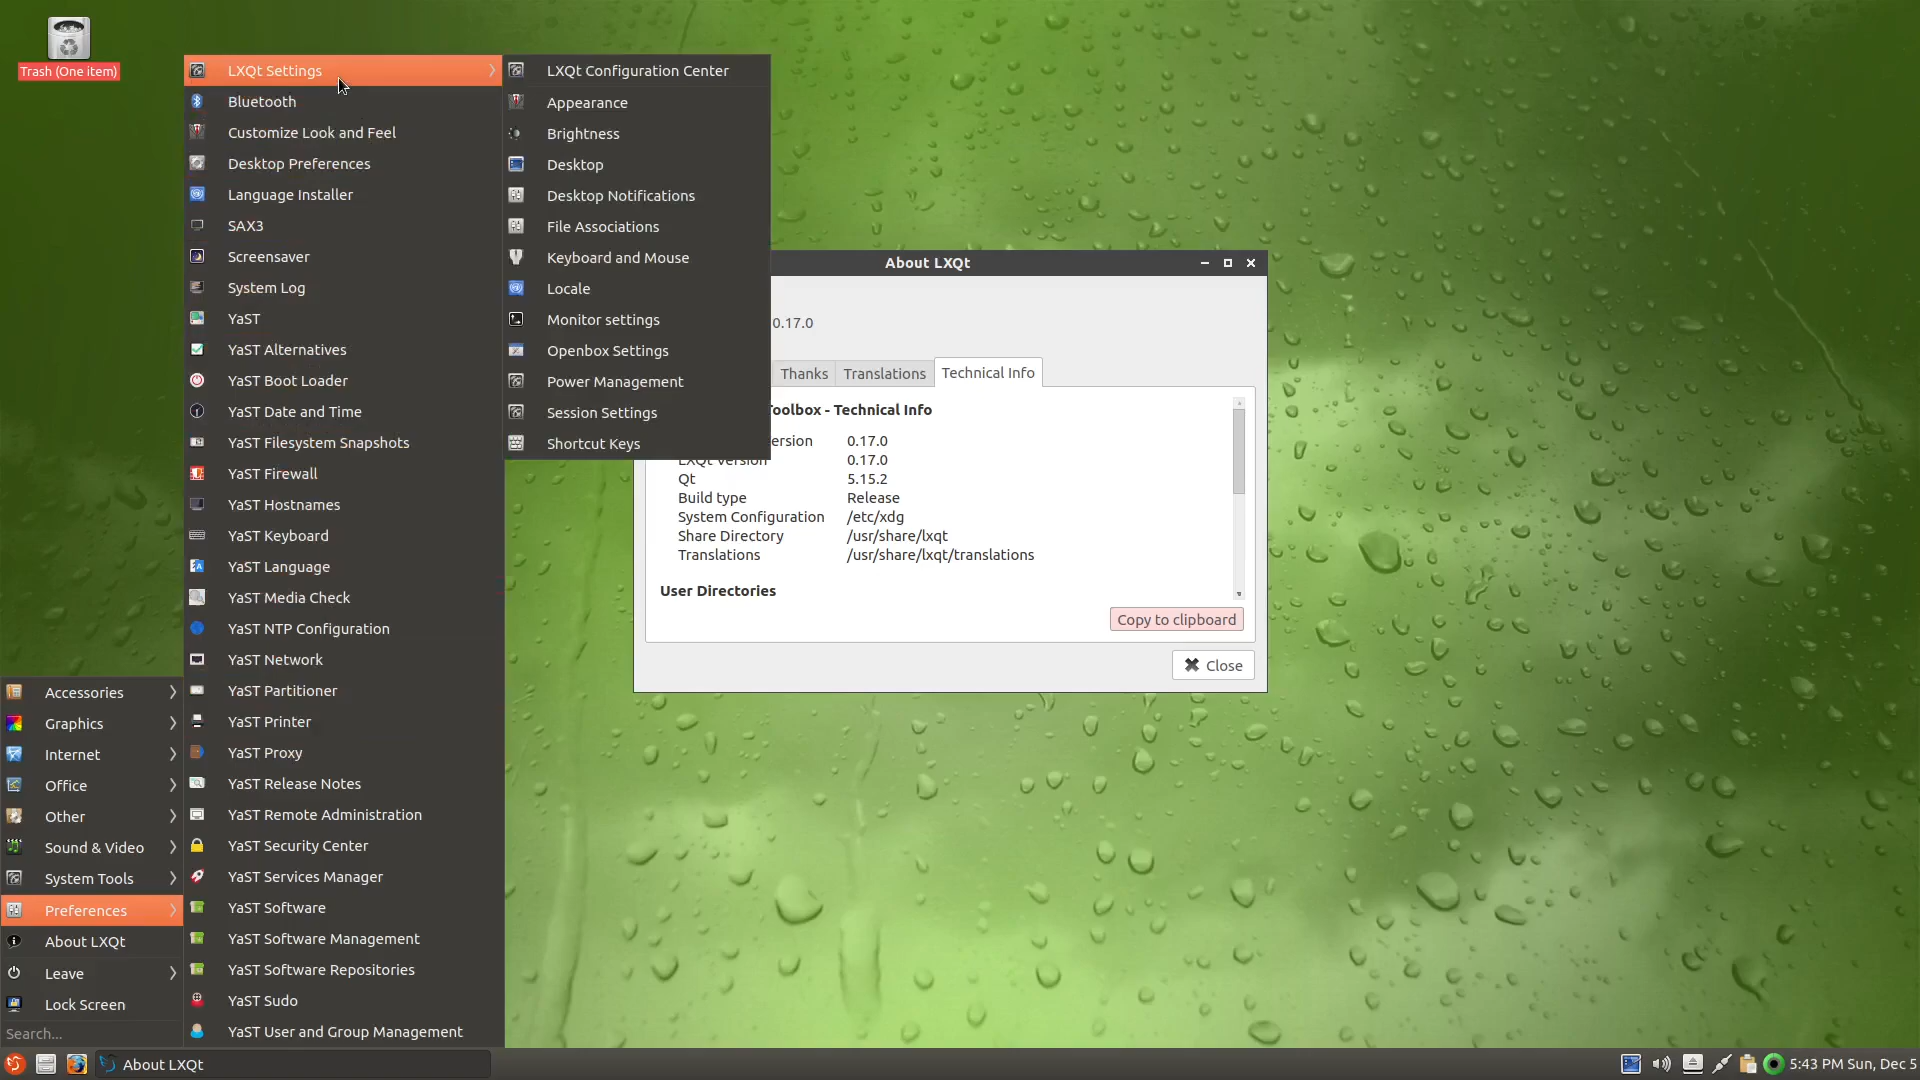 Trash (One item)
LXQt Settings
Bluetooth
Customize Look and Feel
Desktop Preferences
Language Installer
SAX3
Screensaver
System Log
YaST
YaST Alternatives
YaST Boot Loader
YaST Date and Time
YaST Filesystem Snapshots
YaST Firewall
YaST Hostnames
YaST Keyboard
YaST Language
YaST Media Check
YaST NTP Configuration
YaST Network
YaST Partitioner
YaST Printer
YaST Proxy
YaST Release Notes
YaST Remote Administration
YaST Security Center
YaST Services Manager
YaST Software
YaST Software Management
YaST Software Repositories
YaST Sudo
YaST User and Group Management
LXQt Configuration Center
Appearance
Brightness
Desktop
Desktop Notifications
File Associations
Keyboard and Mouse
Locale
Monitor settings
Openbox Settings
Power Management
Session Settings
Shortcut Keys
About LXQt
0.17.0
Thanks Translations Technical Info
Toolbox - Technical Info
ersion 0.17.0
LXQt Version 0.17.0
Qt 5.15.2
Build type Release
System Configuration /etc/xdg
Share Directory /usr/share/lxqt
Translations /usr/share/lxqt/translations
User Directories
Copy to clipboard
Close
Accessories
Graphics
Internet
Office
Other
Sound & Video
System Tools
Preferences
About LXQt
Leave
Lock Screen
Search...
About LXQt
5:43 PM Sun, Dec 5